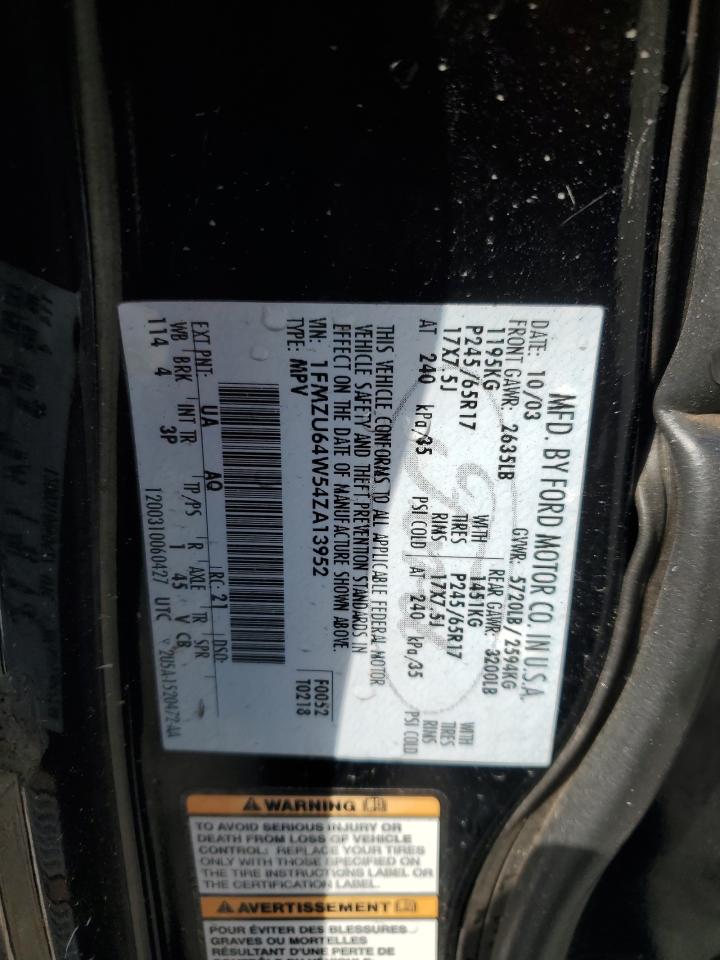 MFD. BY FORD MOTOR CO. IN U.S.A.
DATE: 10/03 GVWR: 5720LB/2594KG
FRONT GAWR: 2635LB REAR GAWR: 3200LB
1195KG WITH 1451KG WITH
P245/65R17 TIRES P245/65R17 TIRES
17X7.5J RIMS 17X7.5J RIMS
AT 240 kPa/35 PSI COLD AT 240 kPa/35 PSI COLD
THIS VEHICLE CONFORMS TO ALL APPLICABLE FEDERAL MOTOR
VEHICLE SAFETY AND THEFT PREVENTION STANDARDS IN
EFFECT ON THE DATE OF MANUFACTURE SHOWN ABOVE.
VIN: 1FMZU64W54ZA13952 F0052
TYPE: MPV T0218
EXT PNT: UA AQ RC: 21 DSO:
WB BRK INT TR TP/PS R AXLE TR SPR
114 4 3P 1 45 V CB
1200310060427 UTC
WARNING
TO AVOID SERIOUS INJURY OR
DEATH FROM LOSS OF VEHICLE
CONTROL: REPLACE YOUR TIRES
ONLY WITH THOSE SPECIFIED ON
THE TIRE INSTRUCTIONS LABEL OR
THE CERTIFICATION LABEL.
AVERTISSEMENT
POUR ÉVITER DES BLESSURES
GRAVES OU MORTELLES
RÉSULTANT D'UNE PERTE DE